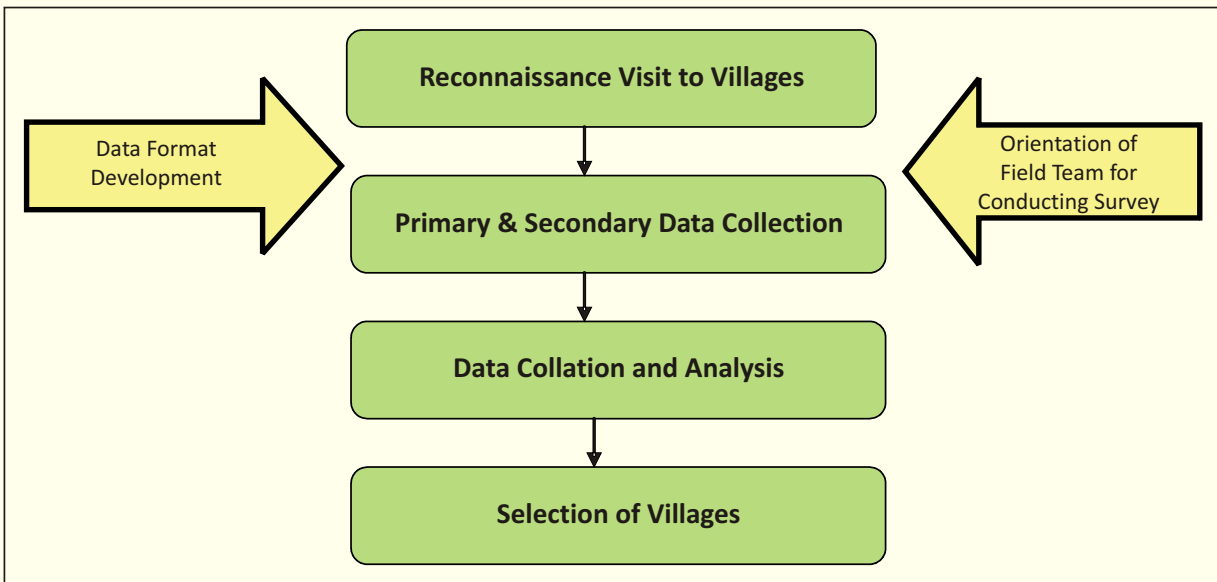 Reconnaissance Visit to Villages
Data Format
Development
Orientation of
Field Team for
Conducting Survey
Primary & Secondary Data Collection
Data Collation and Analysis
Selection of Villages